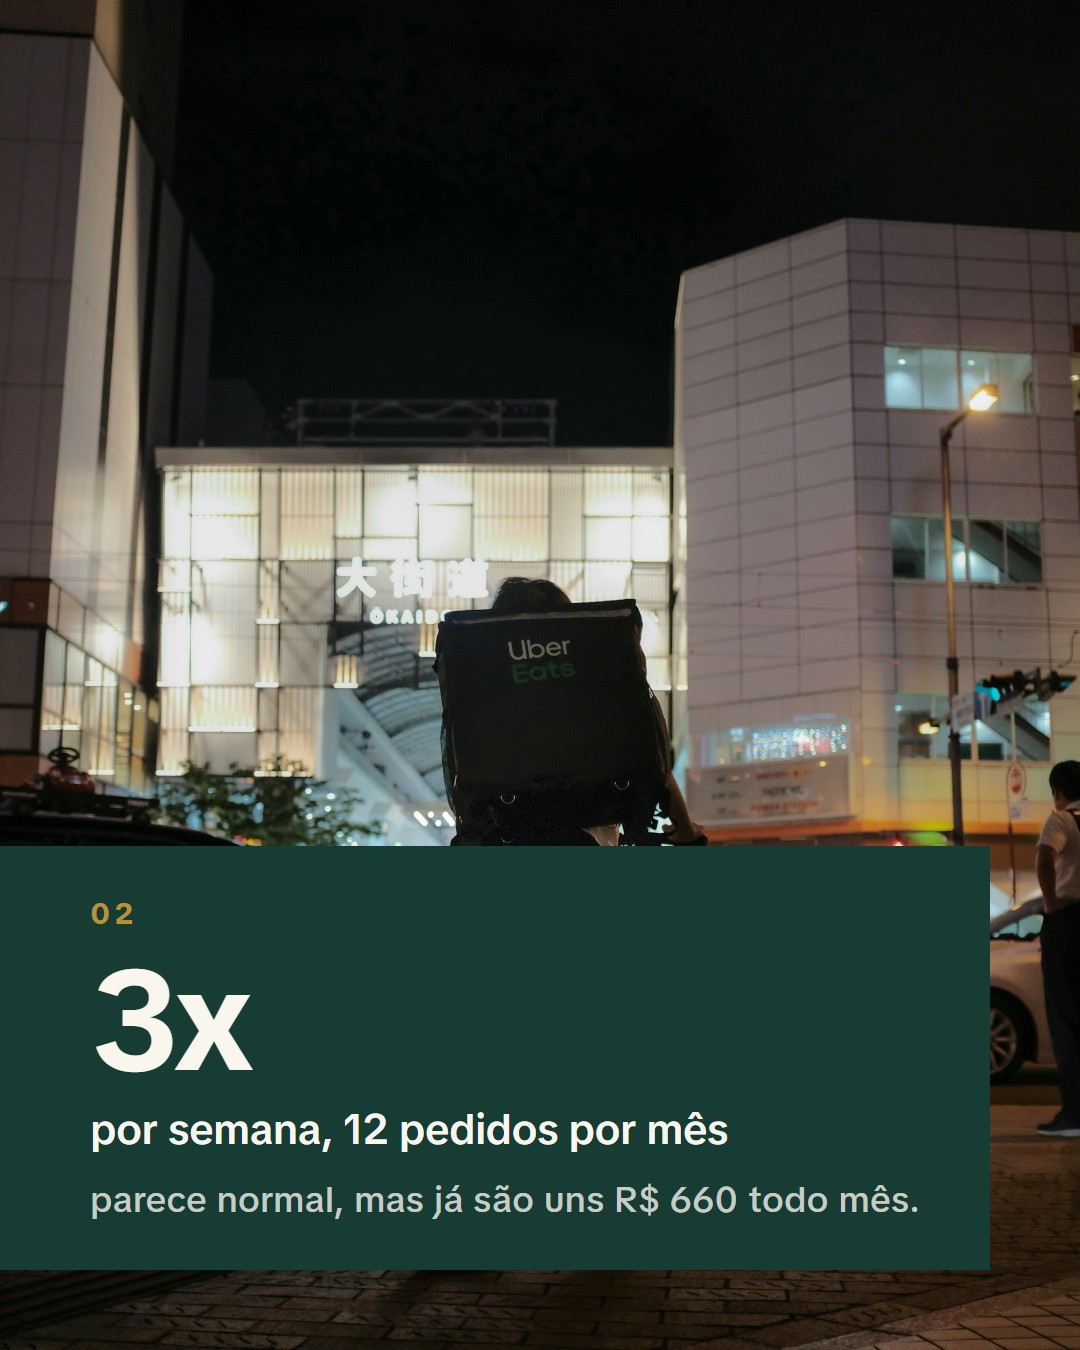 大街道
ŌKAID
Uber
Eats
02
3x
por semana, 12 pedidos por mês
parece normal, mas já são uns R$ 660 todo mês.